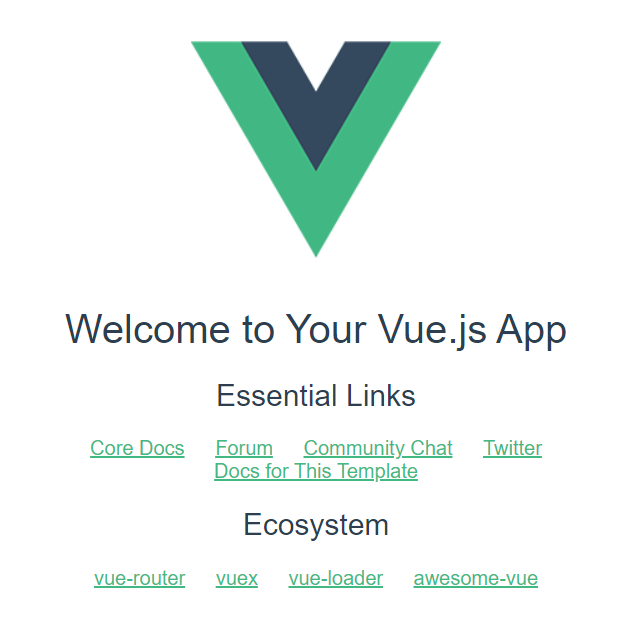 Welcome to Your Vue.js App
Essential Links
Core Docs Forum Community Chat Twitter
Docs for This Template
Ecosystem
vue-router vuex vue-loader awesome-vue